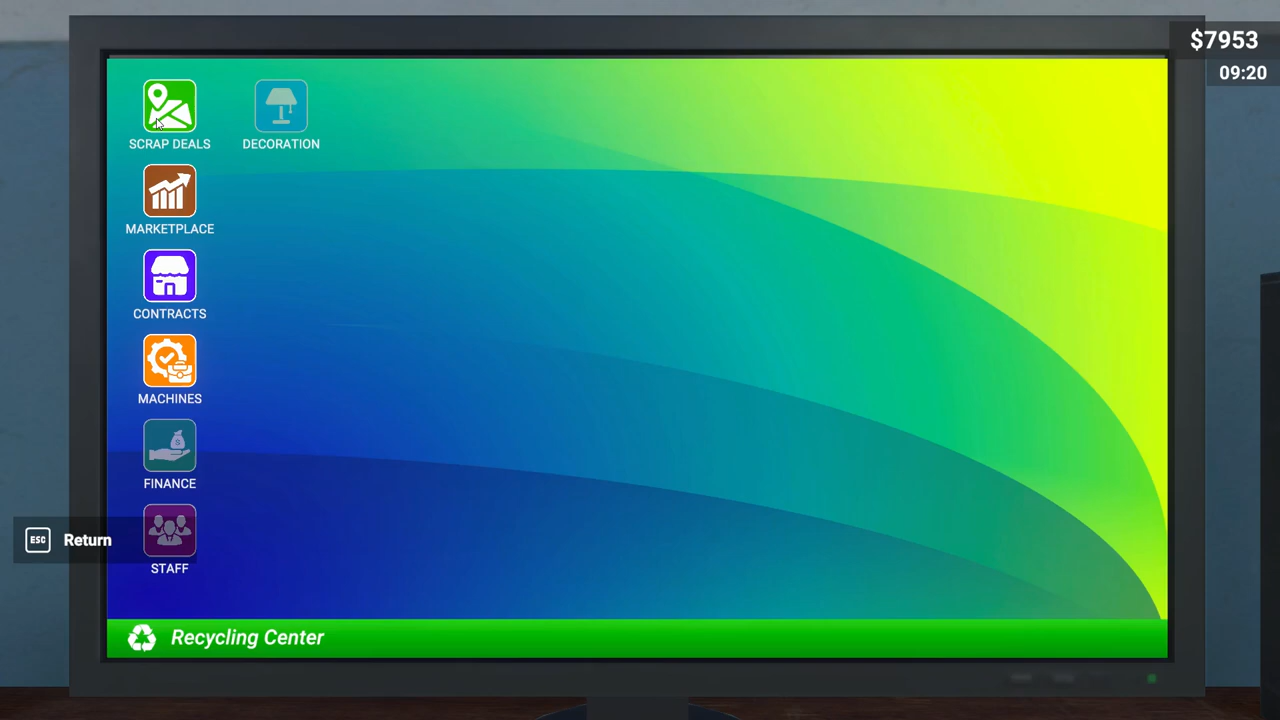 $7953
09:20
SCRAP DEALS
DECORATION
MARKETPLACE
CONTRACTS
MACHINES
$
FINANCE
ESC Return
STAFF
Recycling Center